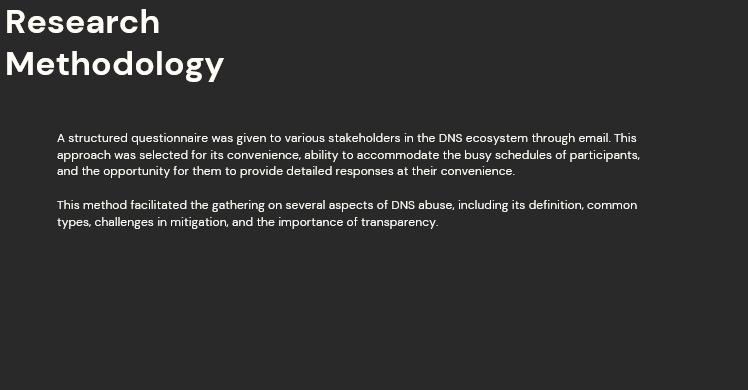 Research
Methodology
A structured questionnaire was given to various stakeholders in the DNS ecosystem through email. This
approach was selected for its convenience, ability to accommodate the busy schedules of participants,
and the opportunity for them to provide detailed responses at their convenience.
This method facilitated the gathering on several aspects of DNS abuse, including its definition, common
types, challenges in mitigation, and the importance of transparency.